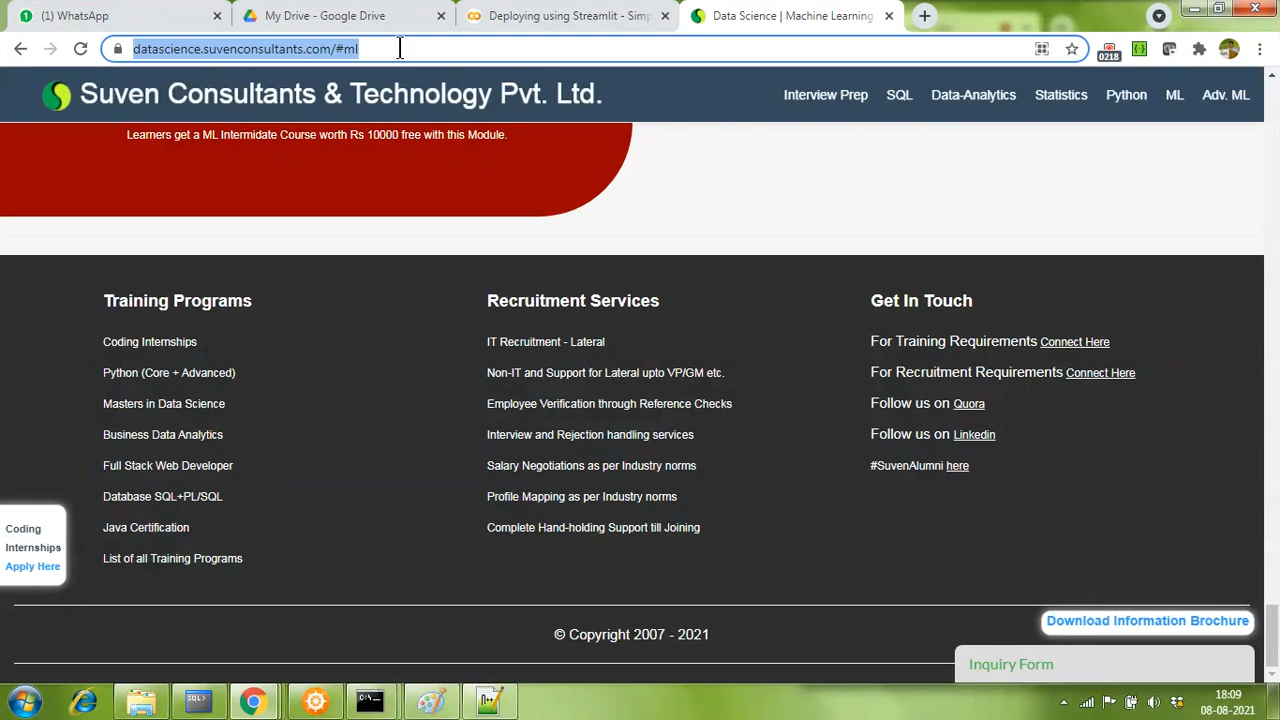 (1) WhatsApp
My Drive - Google Drive
Deploying using Streamlit - Simp
Data Science | Machine Learning
datascience.suvenconsultants.com/#ml
0218
Suven Consultants & Technology Pvt. Ltd.
Interview Prep SQL Data-Analytics Statistics Python ML Adv. ML
Learners get a ML Intermidate Course worth Rs 10000 free with this Module.
Training Programs
Coding Internships
Python (Core + Advanced)
Masters in Data Science
Business Data Analytics
Full Stack Web Developer
Database SQL+PL/SQL
Java Certification
List of all Training Programs
Recruitment Services
IT Recruitment - Lateral
Non-IT and Support for Lateral upto VP/GM etc.
Employee Verification through Reference Checks
Interview and Rejection handling services
Salary Negotiations as per Industry norms
Profile Mapping as per Industry norms
Complete Hand-holding Support till Joining
Get In Touch
For Training Requirements Connect Here
For Recruitment Requirements Connect Here
Follow us on Quora
Follow us on Linkedin
#SuvenAlumni here
Coding
Internships
Apply Here
© Copyright 2007 - 2021
Download Information Brochure
Inquiry Form
18:09
08-08-2021